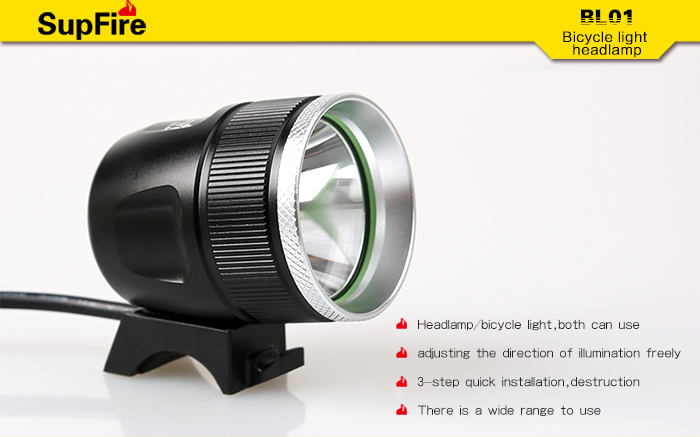 SupFire
BL01
Bicycle light
headlamp
Headlamp/bicycle light,both can use
adjusting the direction of illumination freely
3-step quick installation,destruction
There is a wide range to use